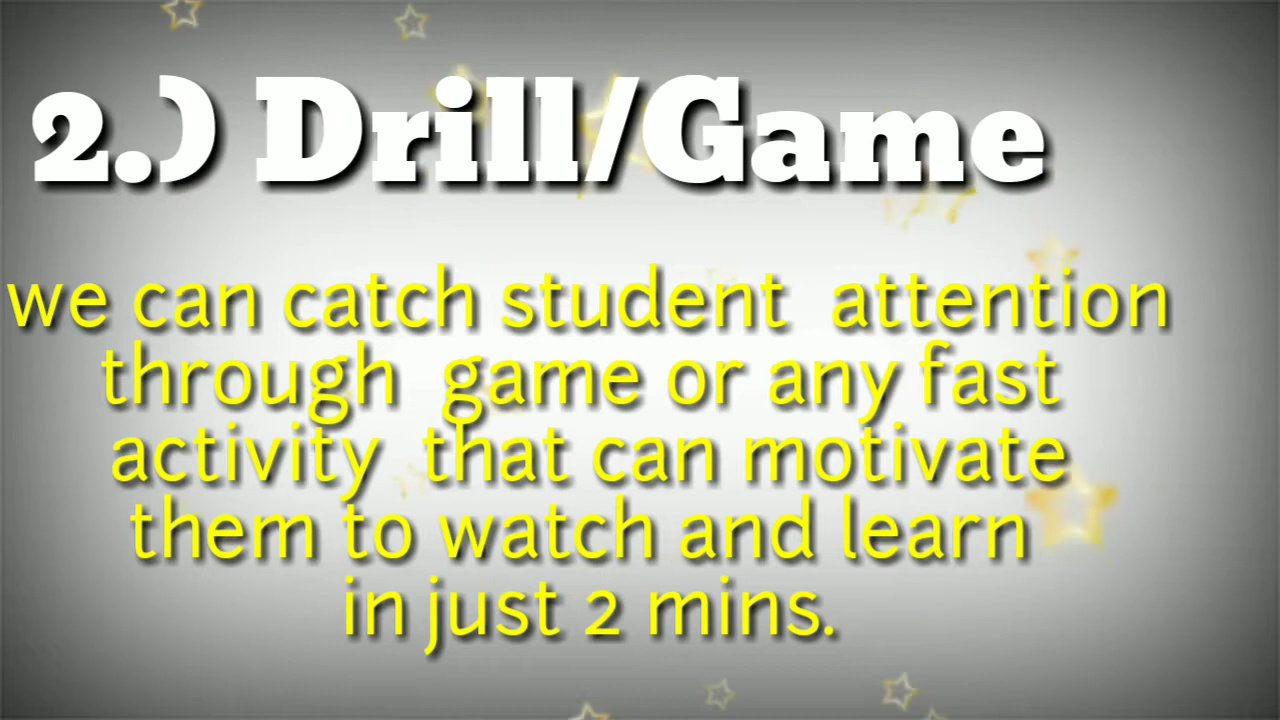 2.) Drill/Game
we can catch student attention
through game or any fast
activity that can motivate
them to watch and learn
in just 2 mins.